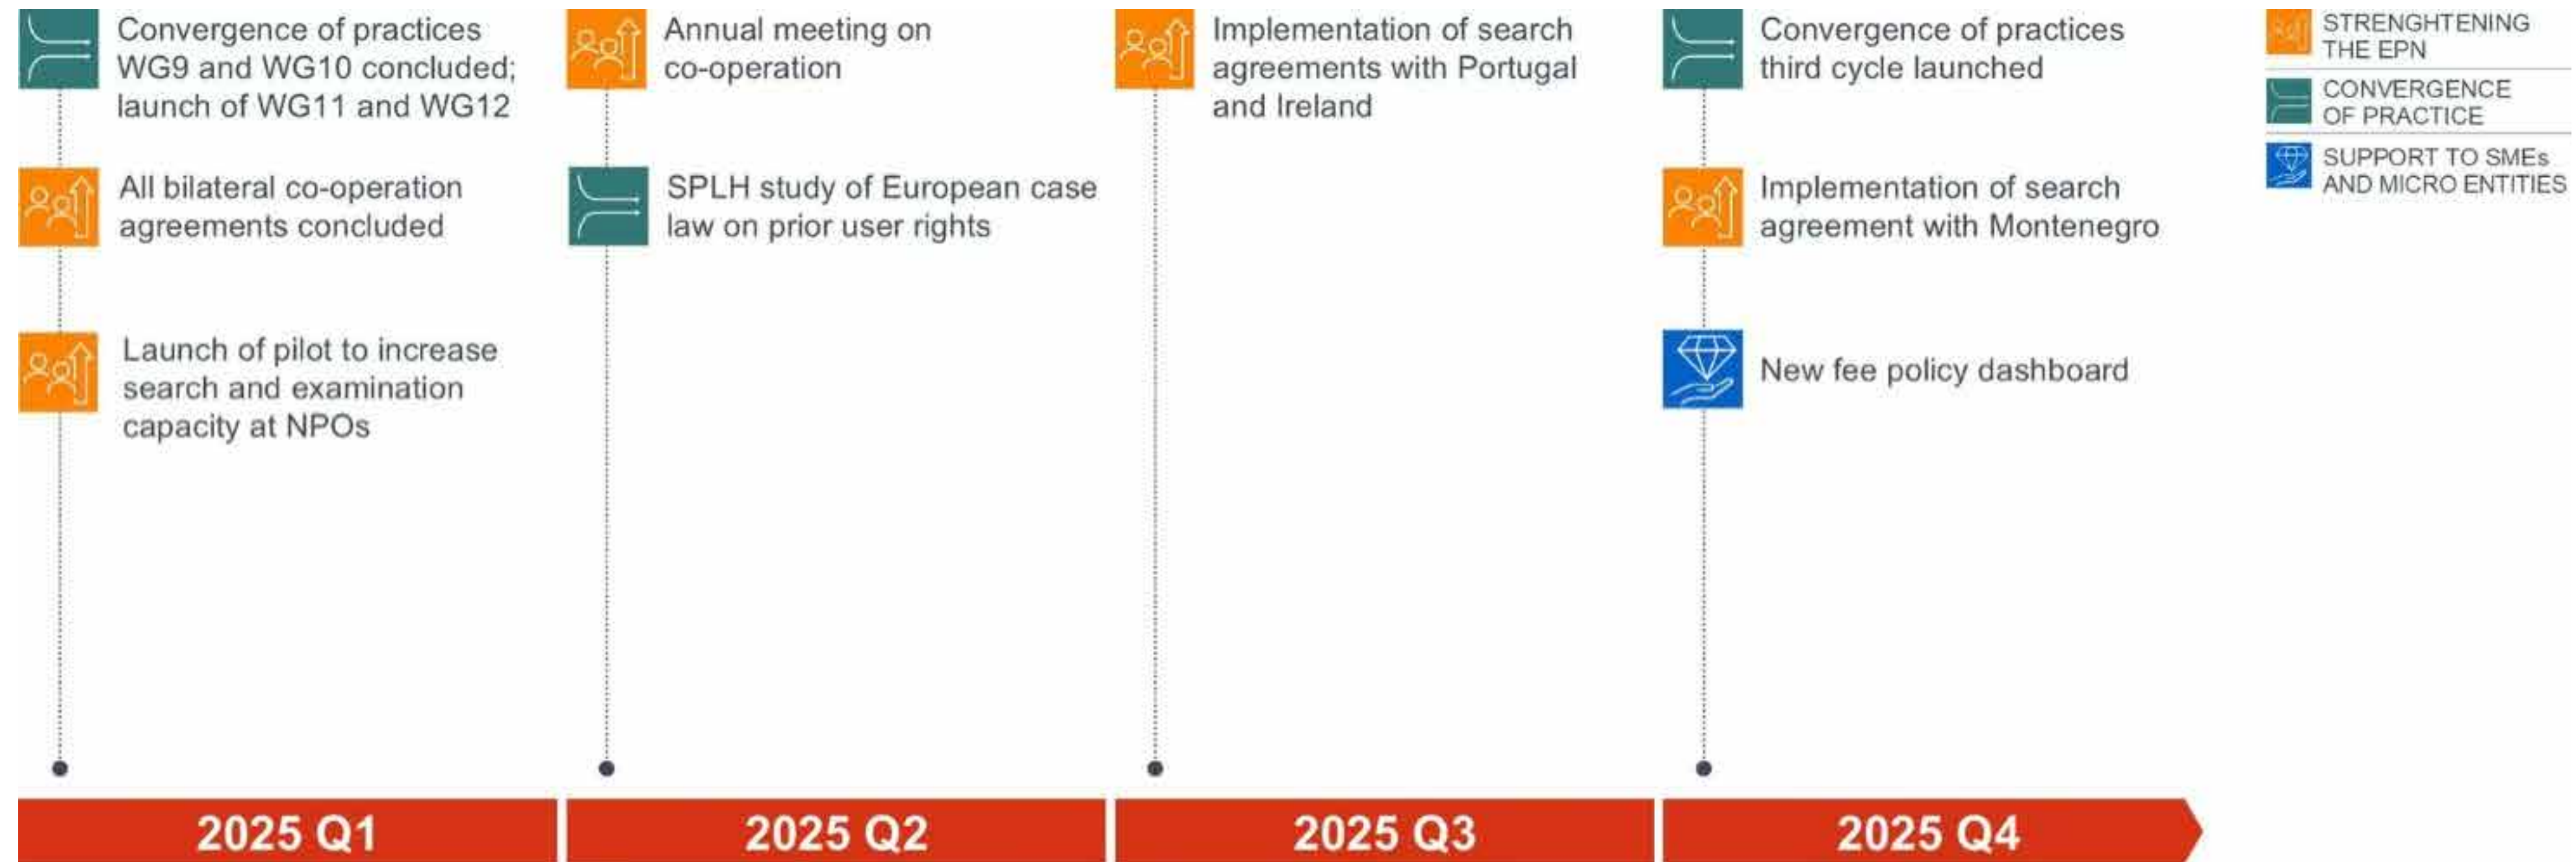 Convergence of practices
WG9 and WG10 concluded;
launch of WG11 and WG12
All bilateral co-operation
agreements concluded
Launch of pilot to increase
search and examination
capacity at NPOs
Annual meeting on
co-operation
SPLH study of European case
law on prior user rights
Implementation of search
agreements with Portugal
and Ireland
Convergence of practices
third cycle launched
Implementation of search
agreement with Montenegro
New fee policy dashboard
STRENGHTENING
THE EPN
CONVERGENCE
OF PRACTICE
SUPPORT TO SMEs
AND MICRO ENTITIES
2025 Q1
2025 Q2
2025 Q3
2025 Q4